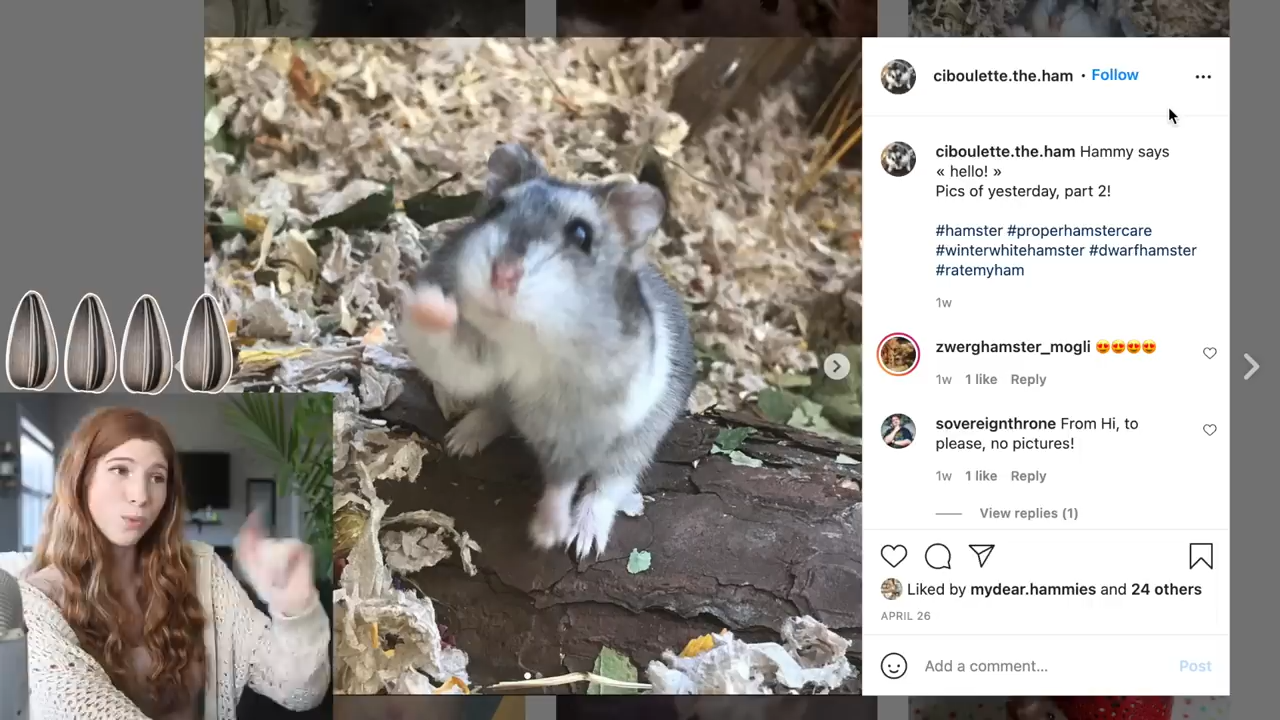 ciboulette.the.ham • Follow
ciboulette.the.ham Hammy says
« hello! »
Pics of yesterday, part 2!
#hamster #properhamstercare
#winterwhitehamster #dwarfhamster
#ratemyham
1w
zwerghamster_mogli 😍😍😍😍
1w 1 like Reply
sovereignthrone From Hi, to
please, no pictures!
1w 1 like Reply
View replies (1)
Liked by mydear.hammies and 24 others
APRIL 26
Add a comment... Post